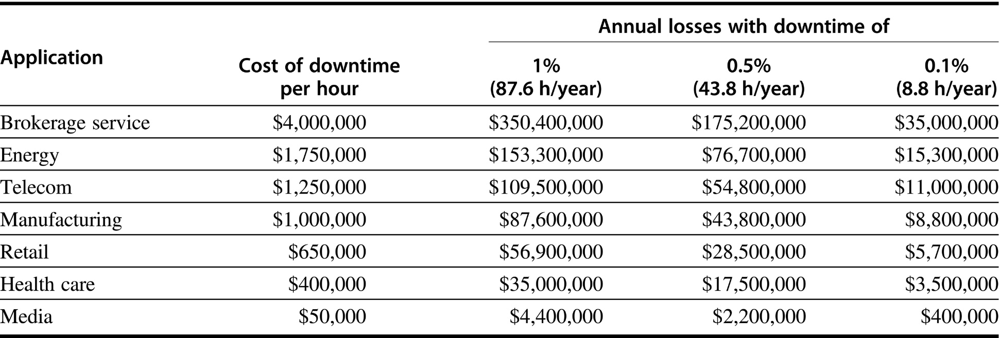 Annual losses with downtime of
Application
Cost of downtime per hour
1% (87.6 h/year)
0.5% (43.8 h/year)
0.1% (8.8 h/year)
Brokerage service $4,000,000 $350,400,000 $175,200,000 $35,000,000
Energy $1,750,000 $153,300,000 $76,700,000 $15,300,000
Telecom $1,250,000 $109,500,000 $54,800,000 $11,000,000
Manufacturing $1,000,000 $87,600,000 $43,800,000 $8,800,000
Retail $650,000 $56,900,000 $28,500,000 $5,700,000
Health care $400,000 $35,000,000 $17,500,000 $3,500,000
Media $50,000 $4,400,000 $2,200,000 $400,000